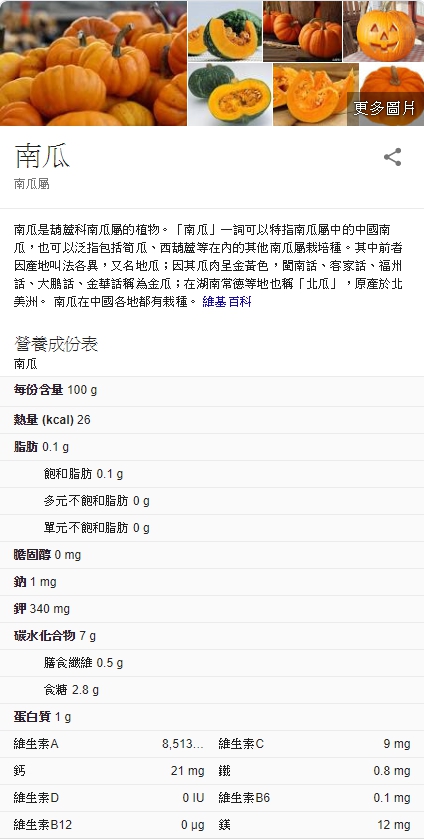 更多圖片
南瓜
南瓜屬
南瓜是葫蘆科南瓜屬的植物。「南瓜」一詞可以特指南瓜屬中的中國南
瓜，也可以泛指包括筍瓜、西葫蘆等在內的其他南瓜屬栽培種。其中前者
因產地叫法各異，又名地瓜；因其瓜肉呈金黃色，閩南話、客家話、福州
話、大鵬話、金華話稱為金瓜；在湖南常德等地也稱「北瓜」，原產於北
美洲。 南瓜在中國各地都有栽種。 維基百科
營養成份表
南瓜
每份含量 100 g
熱量 (kcal) 26
脂肪 0.1 g
飽和脂肪 0.1 g
多元不飽和脂肪 0 g
單元不飽和脂肪 0 g
膽固醇 0 mg
鈉 1 mg
鉀 340 mg
碳水化合物 7 g
膳食纖維 0.5 g
食糖 2.8 g
蛋白質 1 g
維生素A 8,513... 維生素C 9 mg
鈣 21 mg 鐵 0.8 mg
維生素D 0 IU 維生素B6 0.1 mg
維生素B12 0 µg 鎂 12 mg